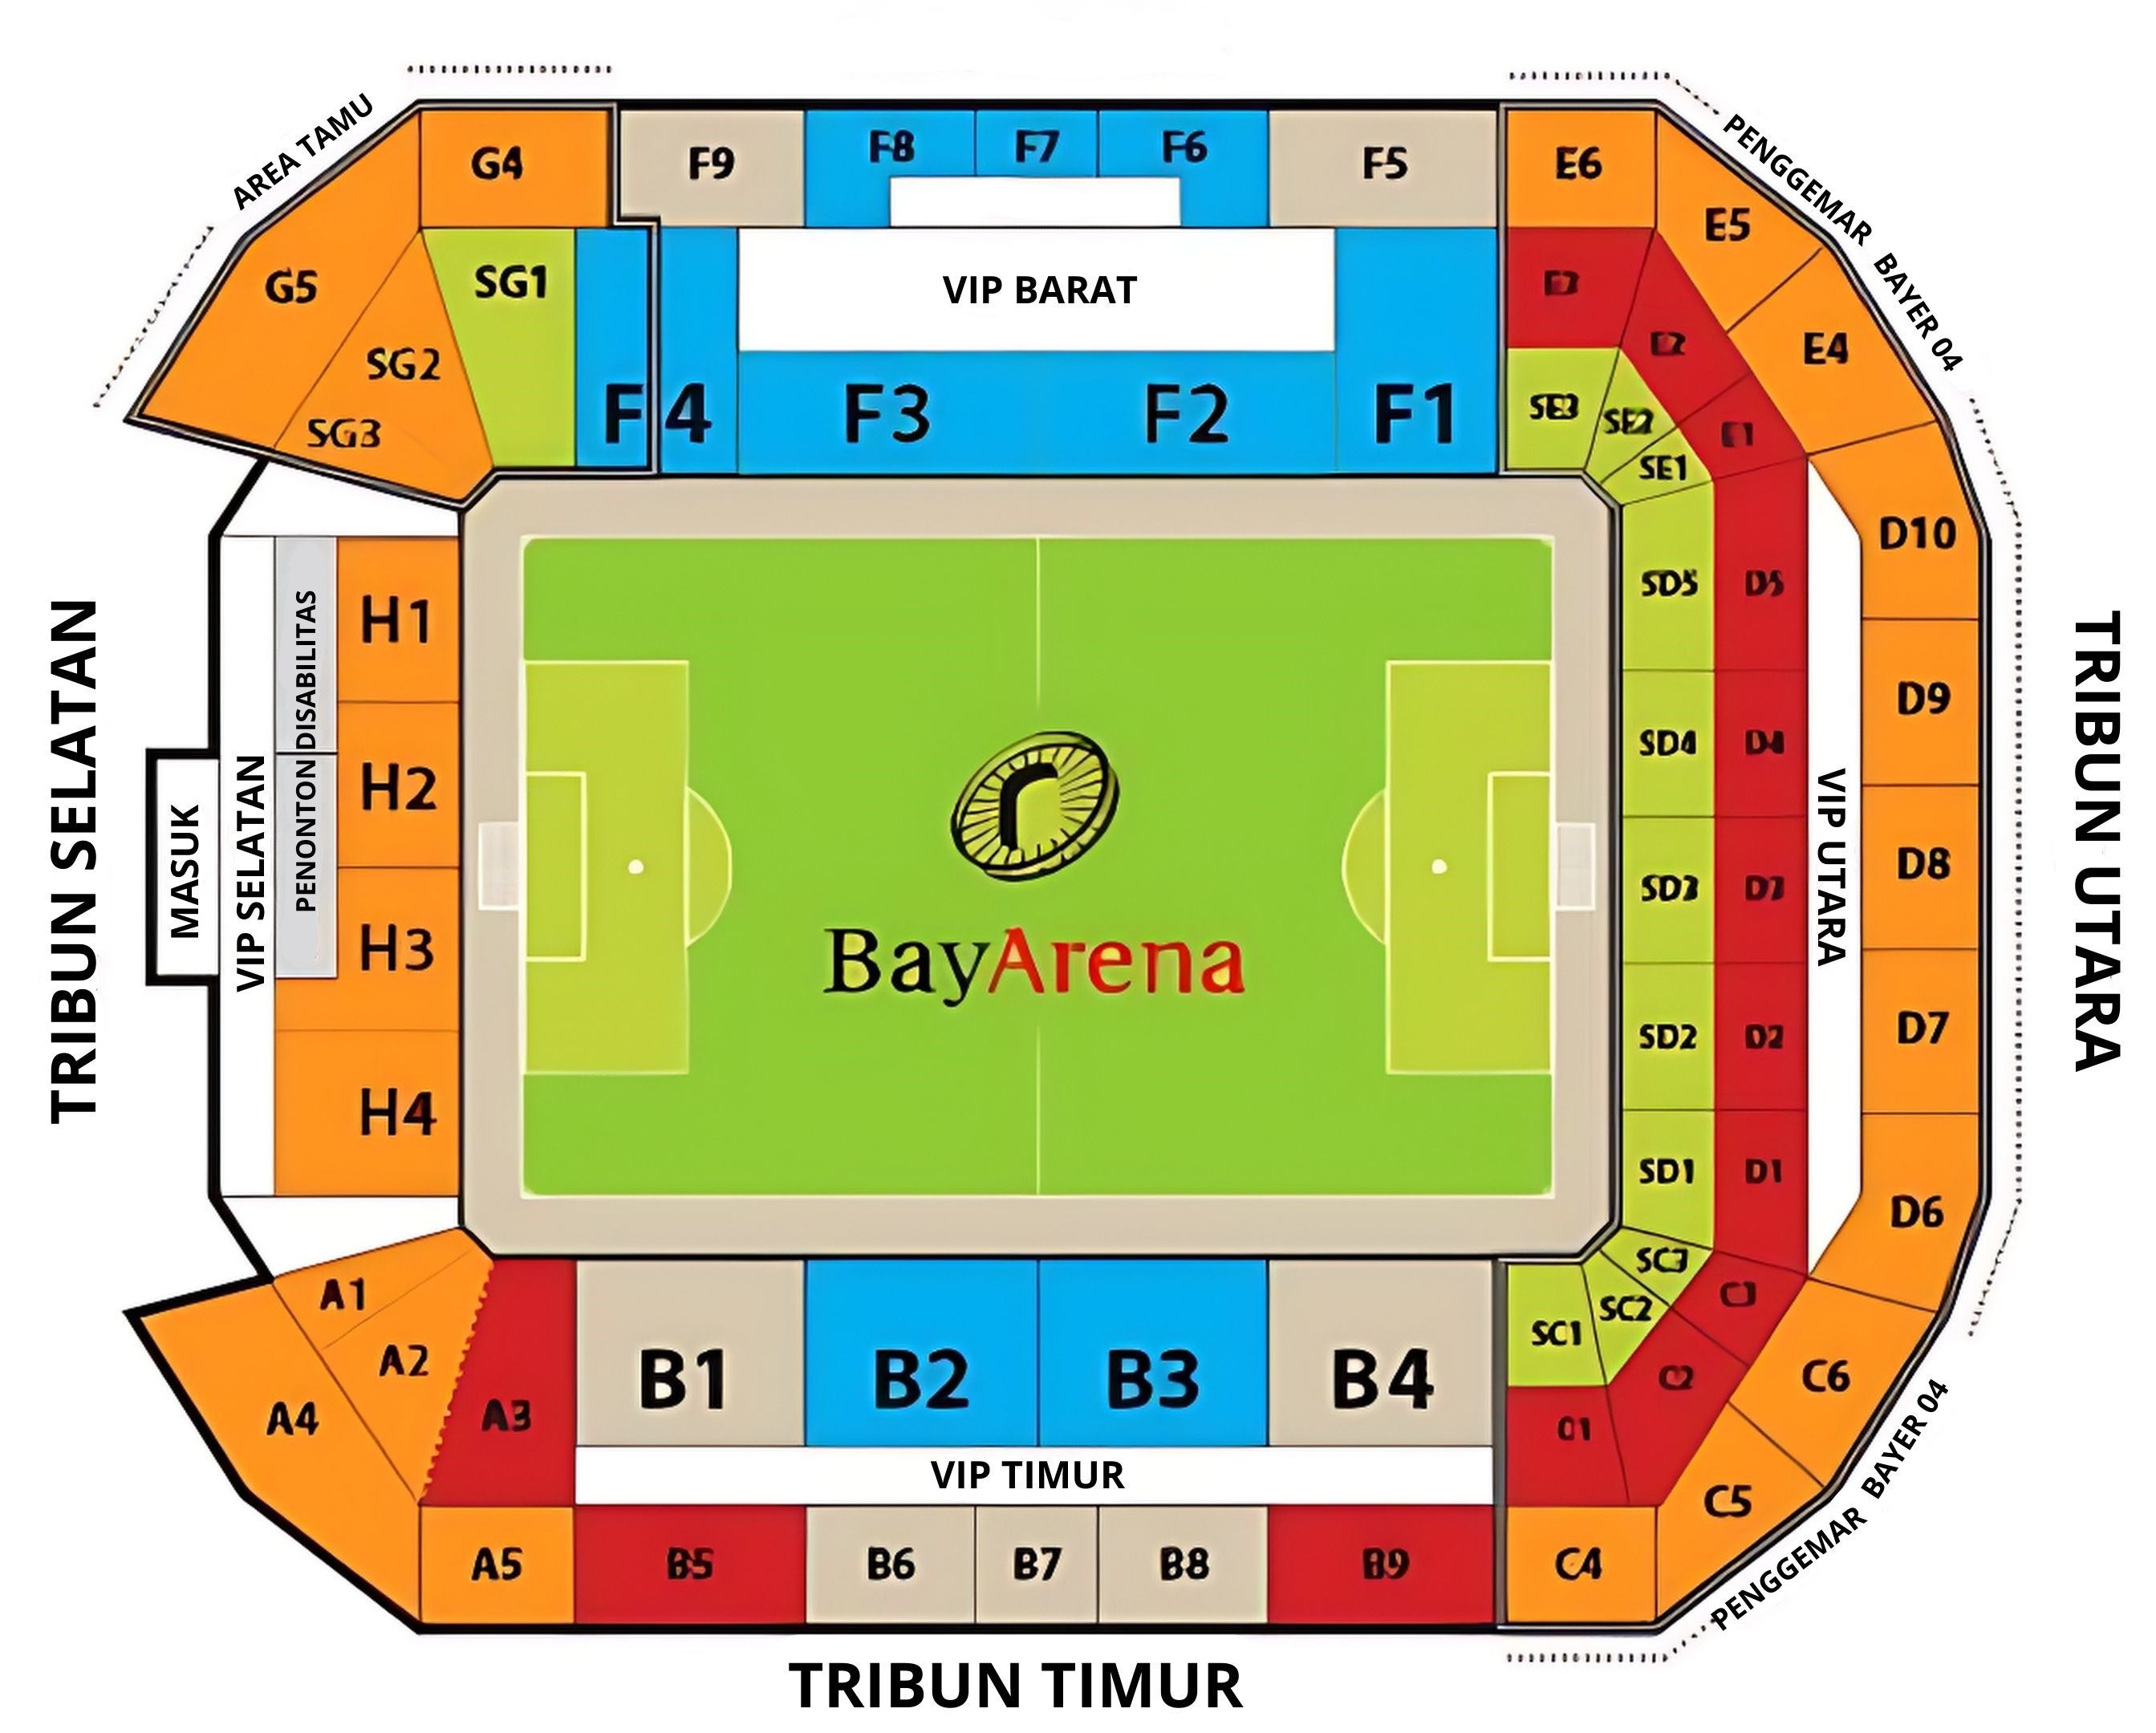 AREA TAMU
PENGGEMAR BAYER 04
G4
F9
F8
F7
F6
F5
E6
E5
G5
SG1
SG2
SG3
VIP BARAT
F4
F3
F2
F1
E2
E4
SE3
SE2
E1
SE1
D10
TRIBUN SELATAN
MASUK
VIP SELATAN
PENONTON DISABILITAS
H1
H2
H3
H4
BayArena
SD5
D5
SD4
D4
D9
SD3
D8
SD2
D2
D7
SD1
D1
D6
VIP UTARA
TRIBUN UTARA
A1
A2
A3
A4
A5
B1
B2
B3
B4
SC3
SC2
SC1
C3
C2
C6
C5
C4
VIP TIMUR
B5
B6
B7
B8
B9
PENGGEMAR BAYER 04
TRIBUN TIMUR